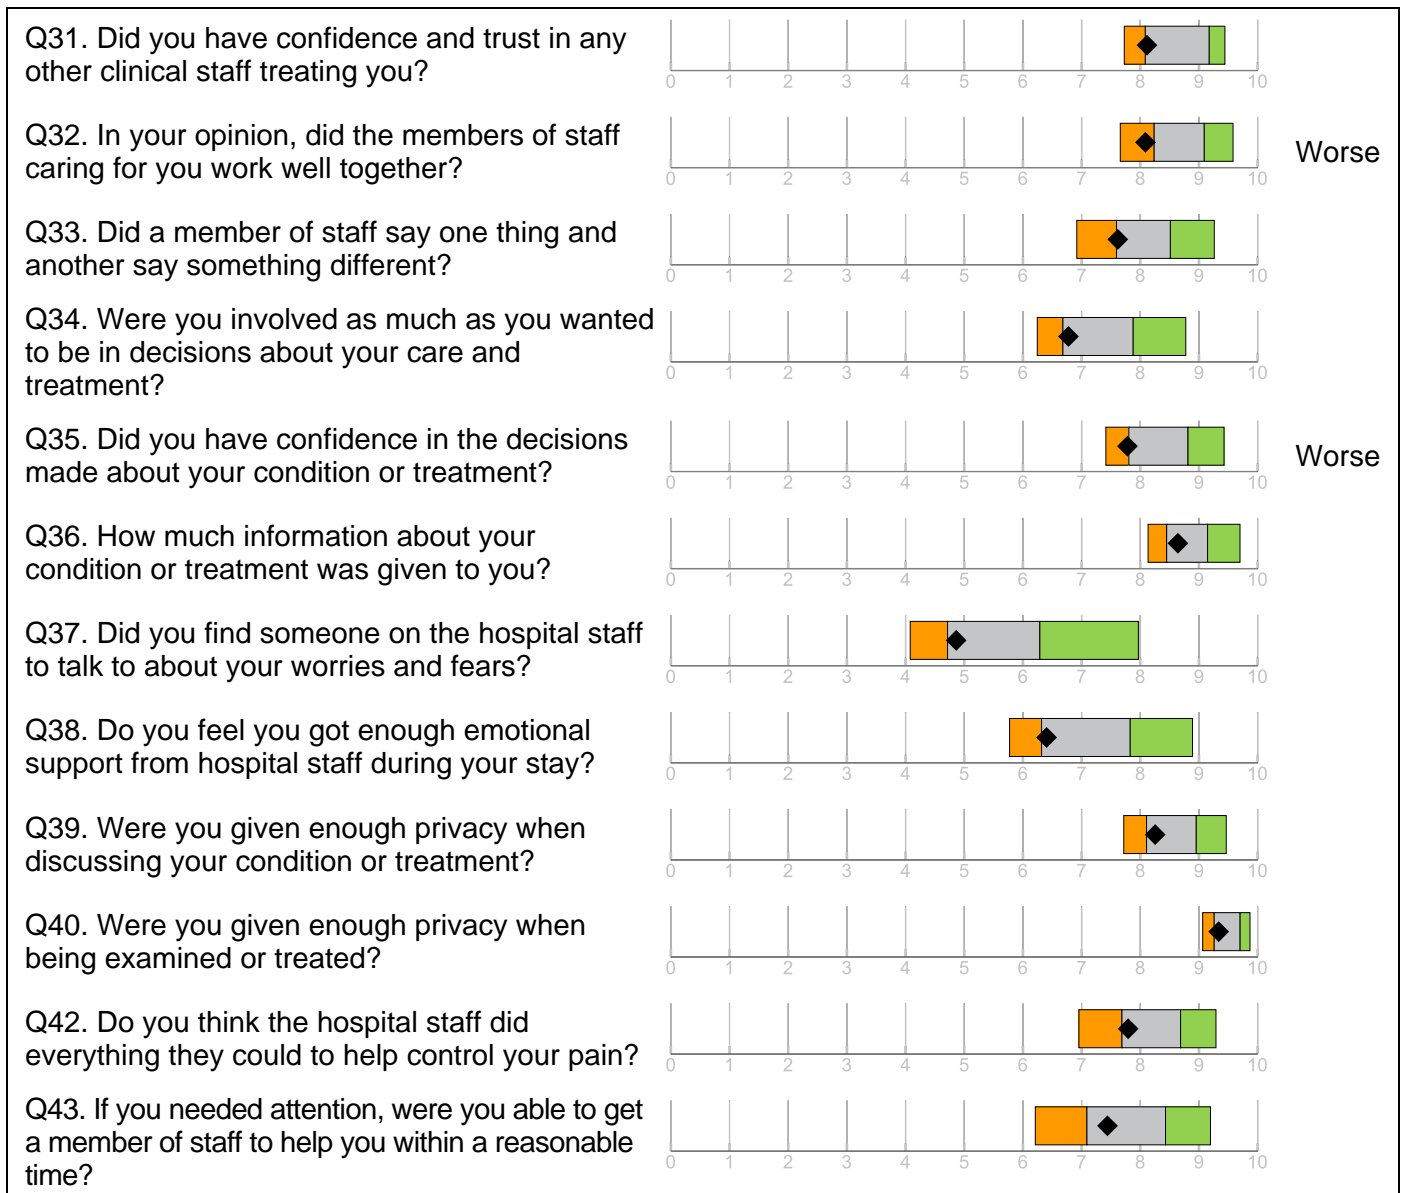 Q31. Did you have confidence and trust in any
other clinical staff treating you?
0 1 2 3 4 5 6 7 8 9 10
Q32. In your opinion, did the members of staff
caring for you work well together?
0 1 2 3 4 5 6 7 8 9 10
Worse
Q33. Did a member of staff say one thing and
another say something different?
0 1 2 3 4 5 6 7 8 9 10
Q34. Were you involved as much as you wanted
to be in decisions about your care and
treatment?
0 1 2 3 4 5 6 7 8 9 10
Q35. Did you have confidence in the decisions
made about your condition or treatment?
0 1 2 3 4 5 6 7 8 9 10
Worse
Q36. How much information about your
condition or treatment was given to you?
0 1 2 3 4 5 6 7 8 9 10
Q37. Did you find someone on the hospital staff
to talk to about your worries and fears?
0 1 2 3 4 5 6 7 8 9 10
Q38. Do you feel you got enough emotional
support from hospital staff during your stay?
0 1 2 3 4 5 6 7 8 9 10
Q39. Were you given enough privacy when
discussing your condition or treatment?
0 1 2 3 4 5 6 7 8 9 10
Q40. Were you given enough privacy when
being examined or treated?
0 1 2 3 4 5 6 7 8 9 10
Q42. Do you think the hospital staff did
everything they could to help control your pain?
0 1 2 3 4 5 6 7 8 9 10
Q43. If you needed attention, were you able to get
a member of staff to help you within a reasonable
time?
0 1 2 3 4 5 6 7 8 9 10